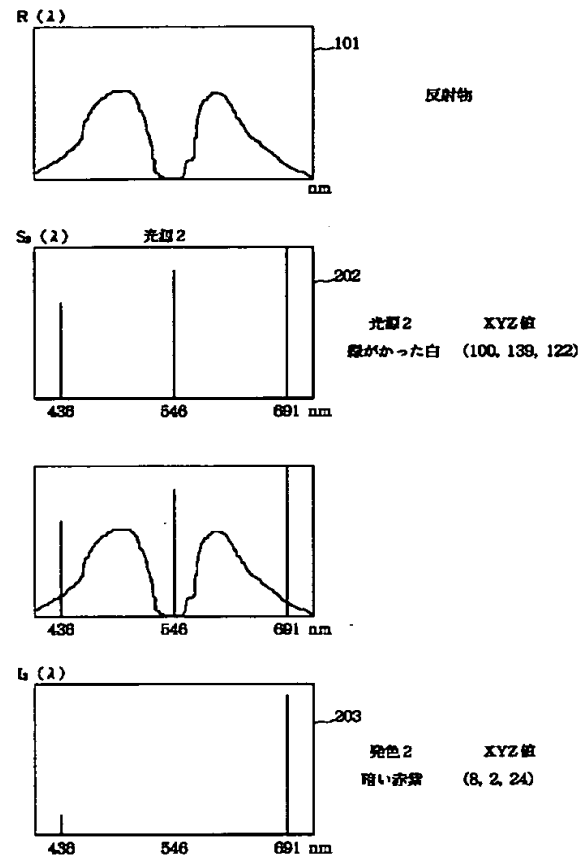 R(λ)
101
反射物
nm
S₂(λ) 光源2
202
光源2 XYZ値
緑がかった白 (100, 139, 122)
436 546 691 nm
436 546 691 nm
I₂(λ)
203
発色2 XYZ値
暗い赤紫 (8, 2, 24)
436 546 691 nm